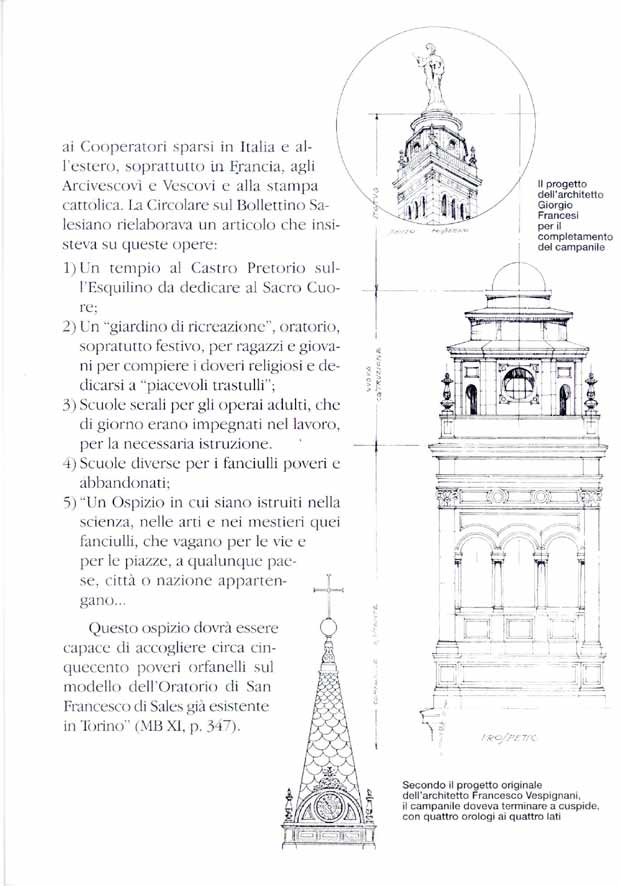 ai Cooperatori sparsi in Italia e al-
l'estero, soprattutto in Francia, agli
Arcivescovi e Vescovi e alla stampa
cattolica. La Circolare sul Bollettino Sa-
lesiano rielaborava un articolo che insi-
steva su queste opere:
1) Un tempio al Castro Pretorio sul-
l'Esquilino da dedicare al Sacro Cuo-
re;
2) Un "giardino di ricreazione", oratorio,
sopratutto festivo, per ragazzi e giova-
ni per compiere i doveri religiosi e de-
dicarsi a "piacevoli trastulli";
3) Scuole serali per gli operai adulti, che
di giorno erano impegnati nel lavoro,
per la necessaria istruzione.
4) Scuole diverse per i fanciulli poveri e
abbandonati;
5) "Un Ospizio in cui siano istruiti nella
scienza, nelle arti e nei mestieri quei
fanciulli, che vagano per le vie e
per le piazze, a qualunque pae-
se, città o nazione apparten-
gano...
Questo ospizio dovrà essere
capace di accogliere circa cin-
quecento poveri orfanelli sul
modello dell'Oratorio di San
Francesco di Sales già esistente
in Torino" (MB XI, p. 347).
Il progetto
dell'architetto
Giorgio
Francesi
per il
completamento
del campanile
NUOVA
COSTRUZIONE
Secondo il progetto originale
dell'architetto Francesco Vespignani,
il campanile doveva terminare a cuspide,
con quattro orologi ai quattro lati